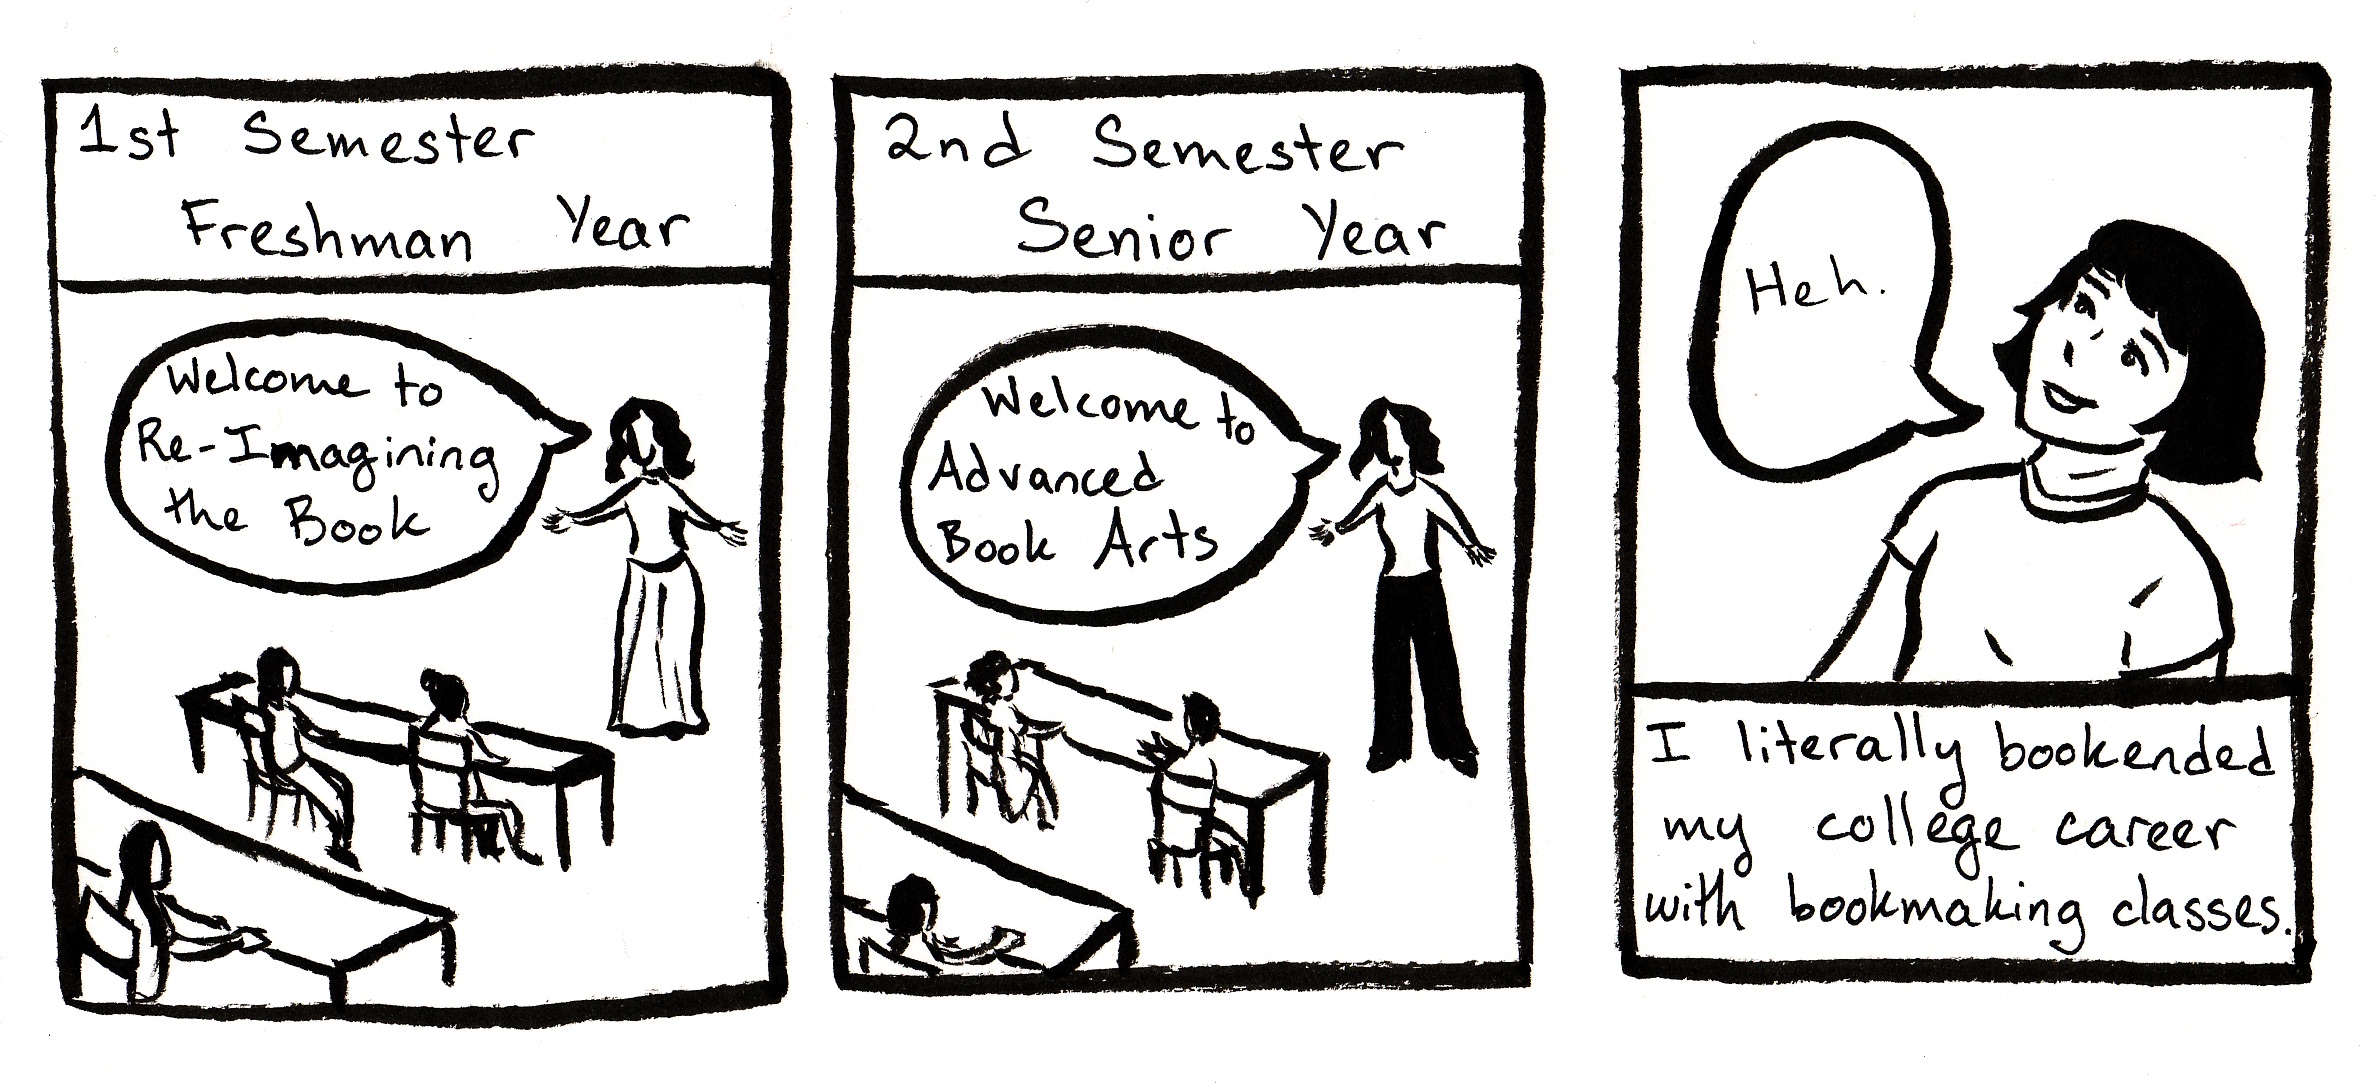 1st Semester
Freshman Year
Welcome to
Re-Imagining
the Book
2nd Semester
Senior Year
Welcome to
Advanced
Book Arts
Heh.
I literally bookended
my college career
with bookmaking classes.